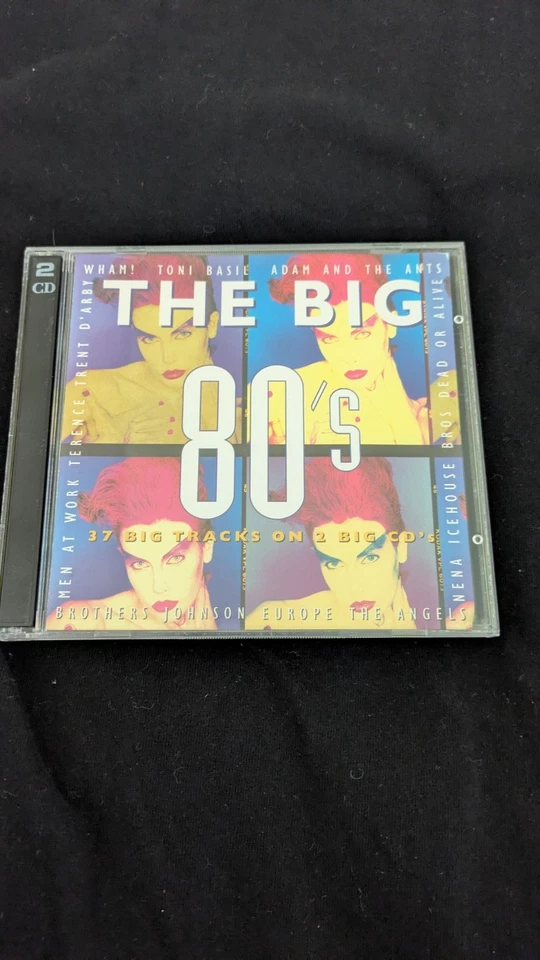 2
CD
WHAM! TONI BASIL ADAM AND THE ANTS
THE BIG
80's
37 BIG TRACKS ON 2 BIG CD's
MEN AT WORK TERENCE TRENT D'ARBY
NENA ICEHOUSE BROS DEAD OR ALIVE
BROTHERS JOHNSON EUROPE THE ANGELS